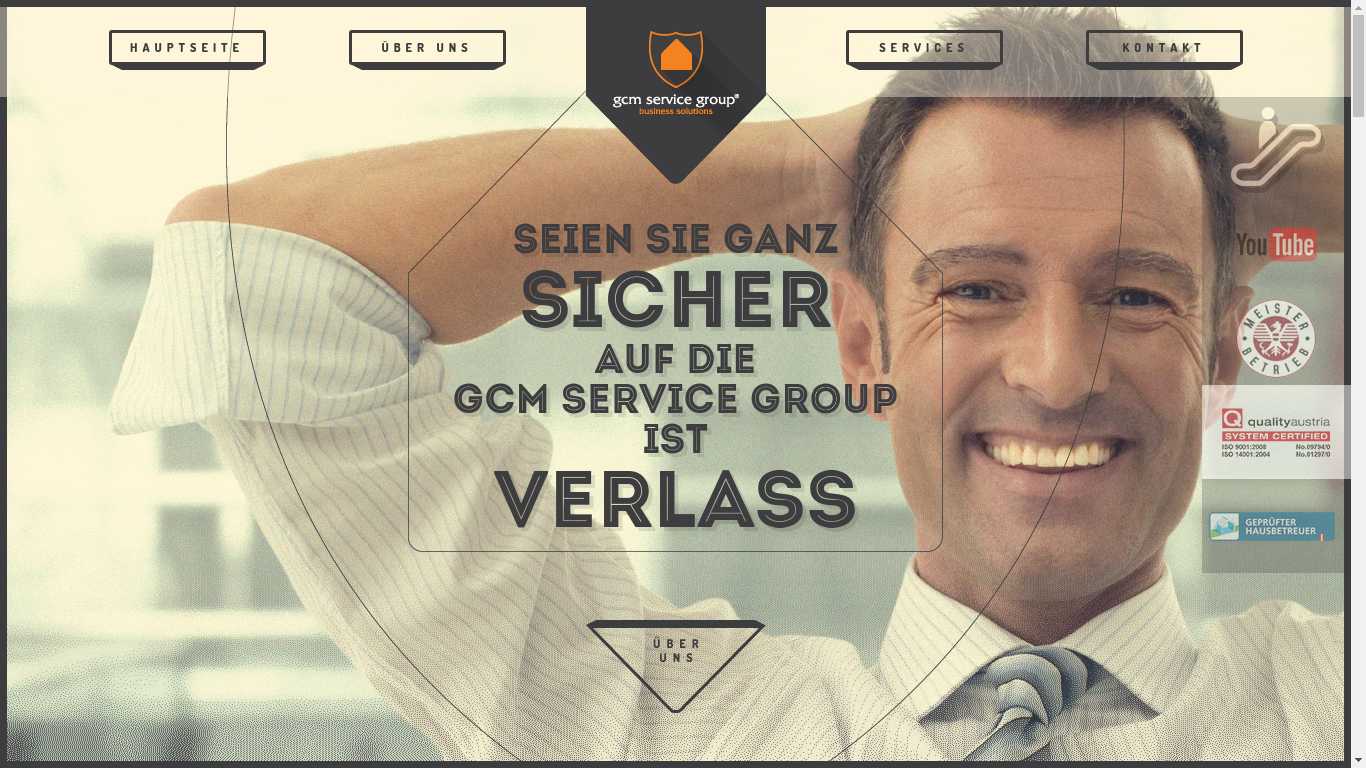 HAUPTSEITE
ÜBER UNS
SERVICES
KONTAKT
gcm service group®
business solutions
SEIEN SIE GANZ
SICHER
AUF DIE
GCM SERVICE GROUP
IST
VERLASS
ÜBER
UNS
YouTube
MEISTER
BETRIEB
Q qualityaustria
SYSTEM CERTIFIED
ISO 9001:2008 No.09794/0
ISO 14001:2004 No.01297/0
GEPRÜFTER
HAUSBETREUER